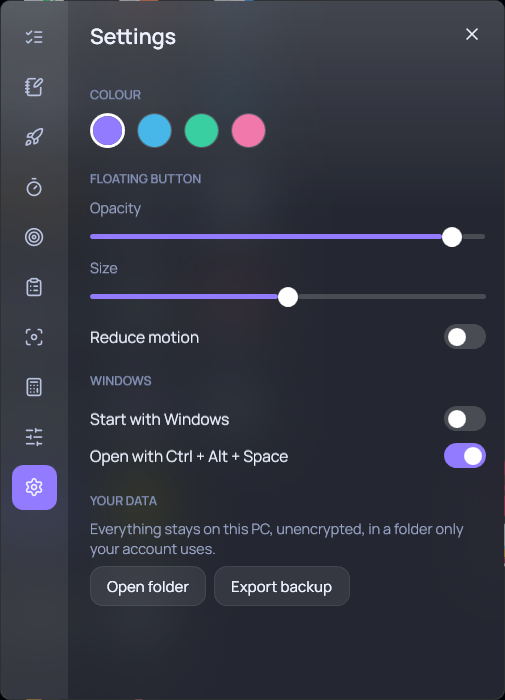 Settings
COLOUR
FLOATING BUTTON
Opacity
Size
Reduce motion
WINDOWS
Start with Windows
Open with Ctrl + Alt + Space
YOUR DATA
Everything stays on this PC, unencrypted, in a folder only
your account uses.
Open folder
Export backup